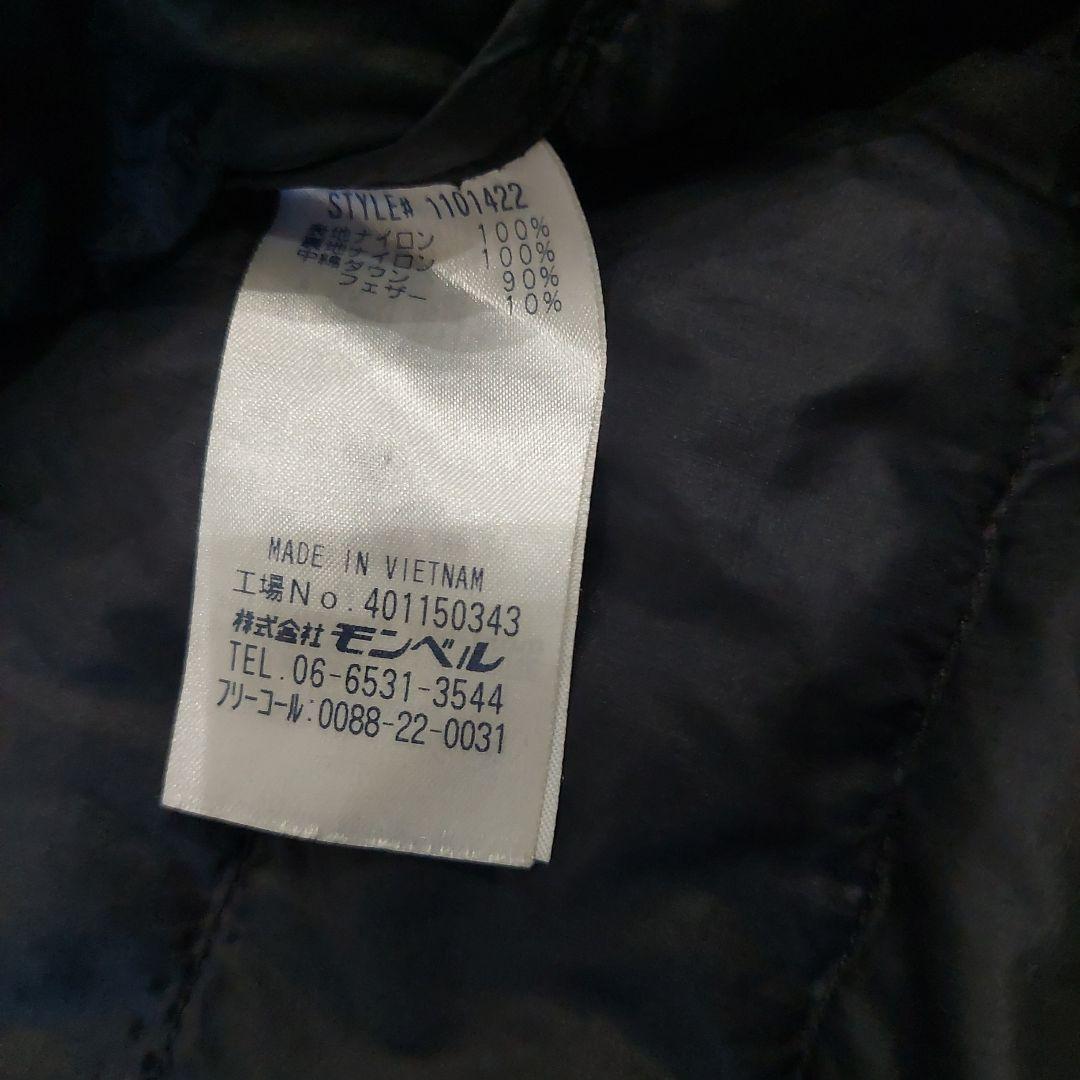 STYLE# 1101422
表地ナイロン 100%
裏地ナイロン 100%
中綿ダウン 90%
フェザー 10%
MADE IN VIETNAM
工場No.401150343
株式会社 モンベル
TEL.06-6531-3544
フリーコール:0088-22-0031